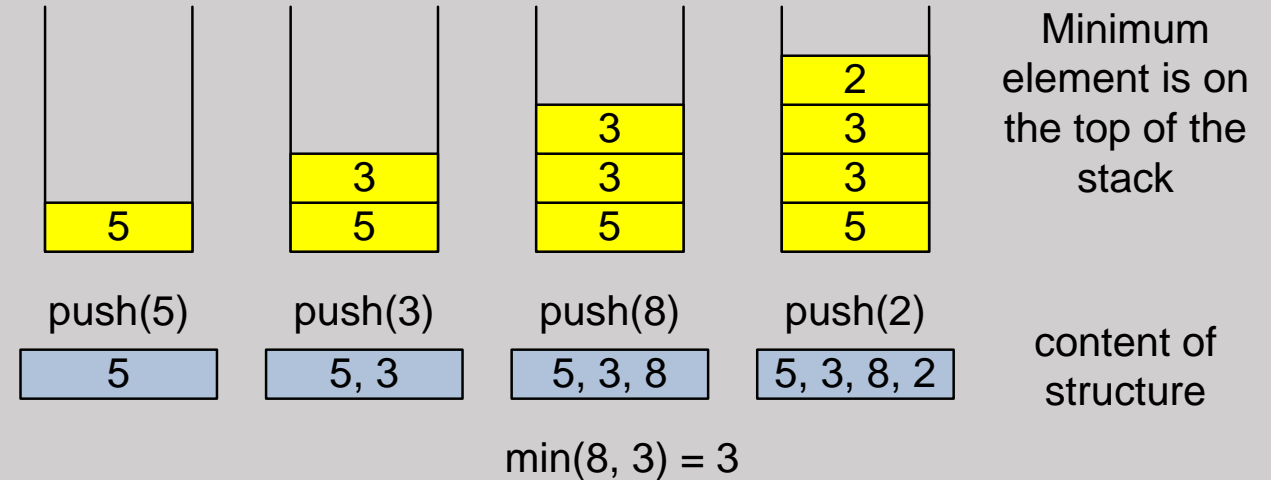 5
3
5
3
3
5
2
3
3
5
Minimum
element is on
the top of the
stack
push(5)
push(3)
push(8)
push(2)
5
5, 3
5, 3, 8
5, 3, 8, 2
content of
structure
min(8, 3) = 3